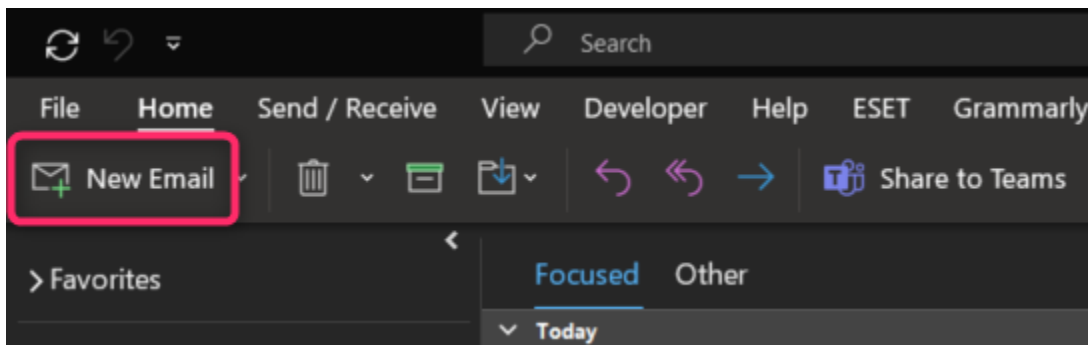 Search
File Home Send / Receive View Developer Help ESET Grammarly
New Email Share to Teams
Favorites
Focused Other
Today